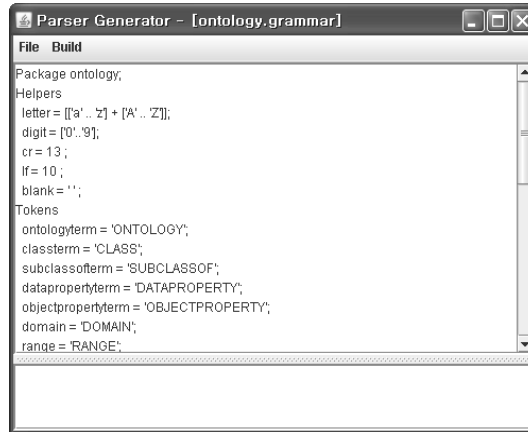 Parser Generator - [ontology.grammar]
File Build
Package ontology;
Helpers
letter = [['a' .. 'z'] + ['A' .. 'Z']];
digit = ['0'..'9'];
cr = 13 ;
lf = 10 ;
blank = ' ' ;
Tokens
ontologyterm = 'ONTOLOGY';
classterm = 'CLASS';
subclassofterm = 'SUBCLASSOF';
datapropertyterm = 'DATAPROPERTY';
objectpropertyterm = 'OBJECTPROPERTY';
domain = 'DOMAIN';
range = 'RANGE';